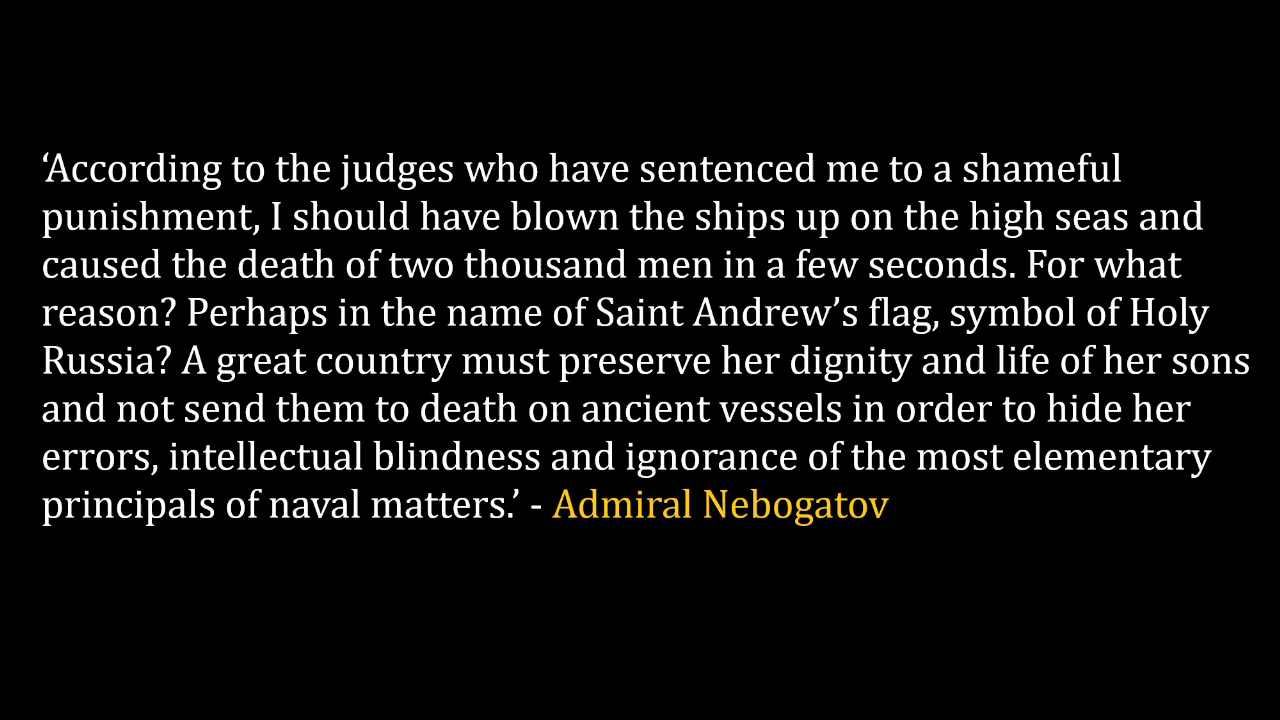 ‘According to the judges who have sentenced me to a shameful
punishment, I should have blown the ships up on the high seas and
caused the death of two thousand men in a few seconds. For what
reason? Perhaps in the name of Saint Andrew’s flag, symbol of Holy
Russia? A great country must preserve her dignity and life of her sons
and not send them to death on ancient vessels in order to hide her
errors, intellectual blindness and ignorance of the most elementary
principals of naval matters.’ - Admiral Nebogatov